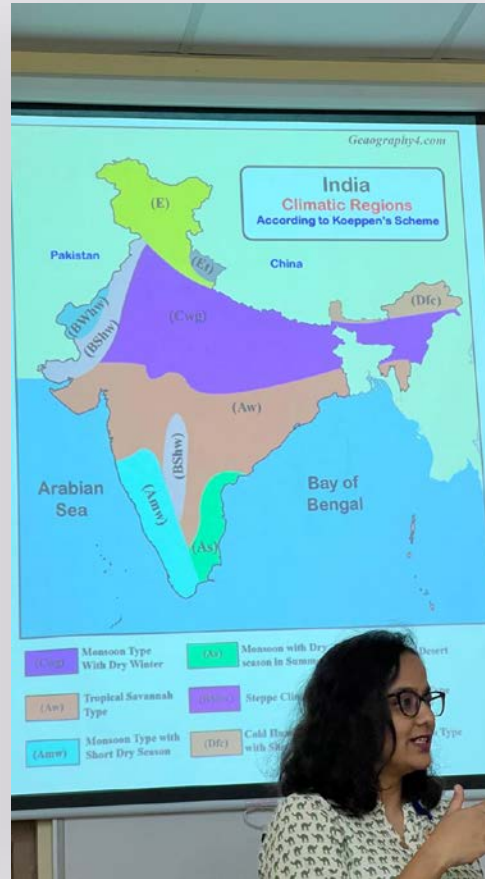 Geaography4.com
India
Climatic Regions
According to Koeppen's Scheme
(E)
Pakistan
(Et)
China
(BWhw)
(BShw)
(Cwg)
(Dfc)
(Aw)
(BShw)
Arabian
Sea
(Amw)
(As)
Bay of
Bengal
(Cwg)
Monsoon Type
With Dry Winter
(As)
Monsoon with Dry
season in Summ
Desert
(Aw)
Tropical Savannah
Type
Steppe Cli
(Amw)
Monsoon Type with
Short Dry Season
(Dfc)
Cold Hum
with Sh
Type